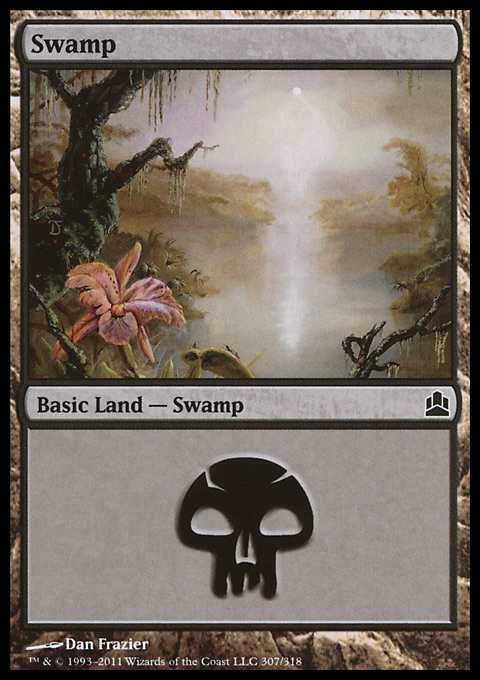 Swamp
Basic Land — Swamp
Dan Frazier
™ & © 1993–2011 Wizards of the Coast LLC 307/318